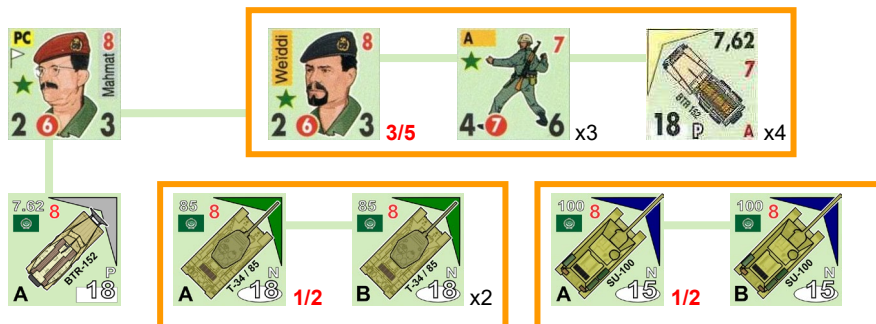 PC 8
Mahmat
2 6 3
Weïddi
8
2 6 3
3/5
A 7
4 7 6
x3
7,62
7
BTR 152
18 P A
x4
7.62 8
BTR-152
P
A 18
85 8
T-34 / 85
N
A 18
1/2
85 8
T-34 / 85
N
B 18
x2
100 8
SU-100
N
A 15
1/2
100 8
SU-100
N
B 15